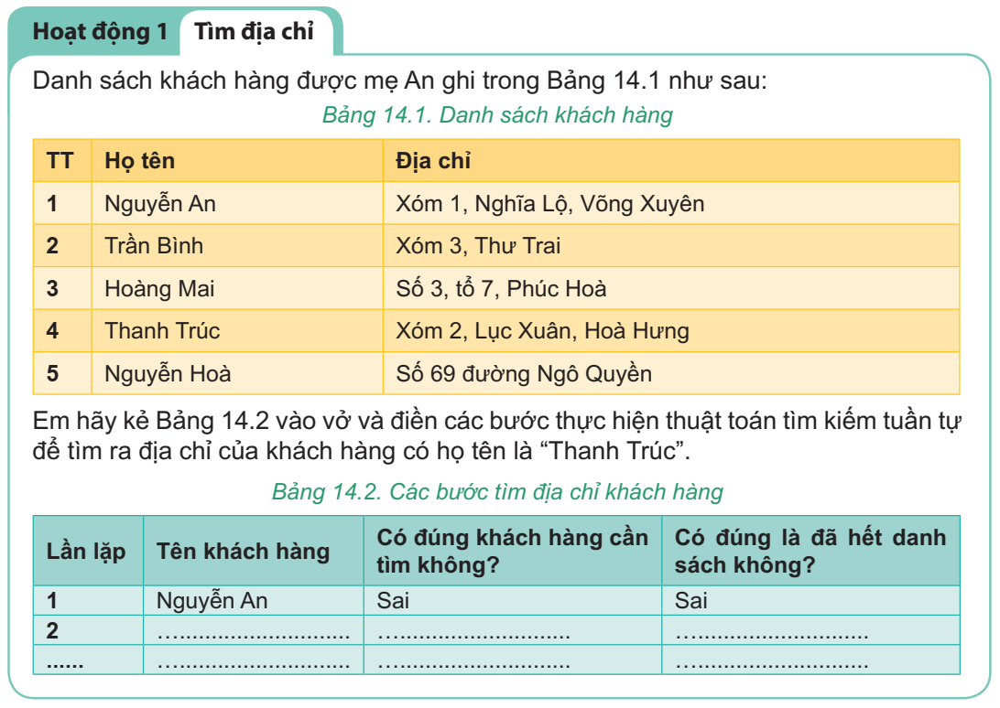 Hoạt động 1 Tìm địa chỉ
Danh sách khách hàng được mẹ An ghi trong Bảng 14.1 như sau:
Bảng 14.1. Danh sách khách hàng
TT Họ tên Địa chỉ
1 Nguyễn An Xóm 1, Nghĩa Lộ, Võng Xuyên
2 Trần Bình Xóm 3, Thư Trai
3 Hoàng Mai Số 3, tổ 7, Phúc Hoà
4 Thanh Trúc Xóm 2, Lục Xuân, Hoà Hưng
5 Nguyễn Hoà Số 69 đường Ngô Quyền
Em hãy kẻ Bảng 14.2 vào vở và điền các bước thực hiện thuật toán tìm kiếm tuần tự
để tìm ra địa chỉ của khách hàng có họ tên là “Thanh Trúc”.
Bảng 14.2. Các bước tìm địa chỉ khách hàng
Lần lặp Tên khách hàng Có đúng khách hàng cần tìm không? Có đúng là đã hết danh sách không?
1 Nguyễn An Sai Sai
2 …........................... …........................... …...........................
...... …........................... …........................... …...........................